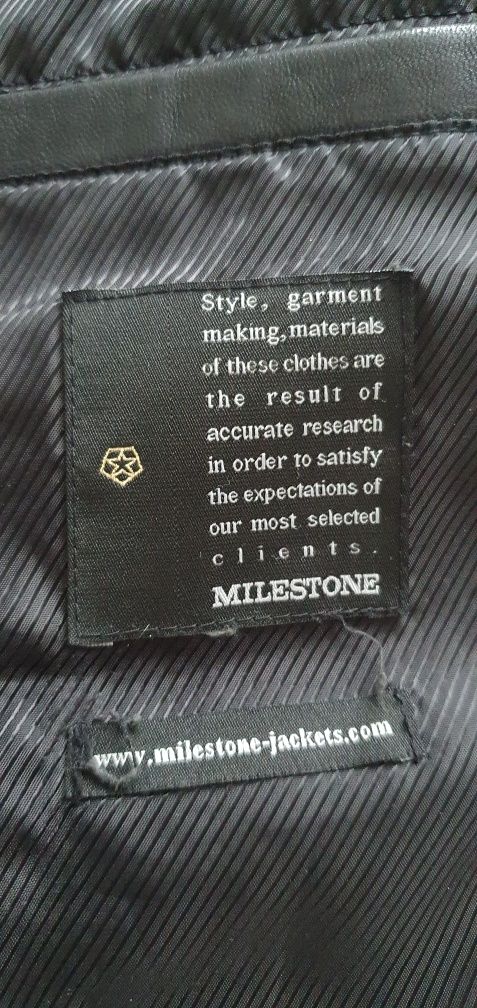 Style, garment
making, materials
of these clothes are
the result of
accurate research
in order to satisfy
the expectations of
our most selected
clients.
MILESTONE
www.milestone-jackets.com